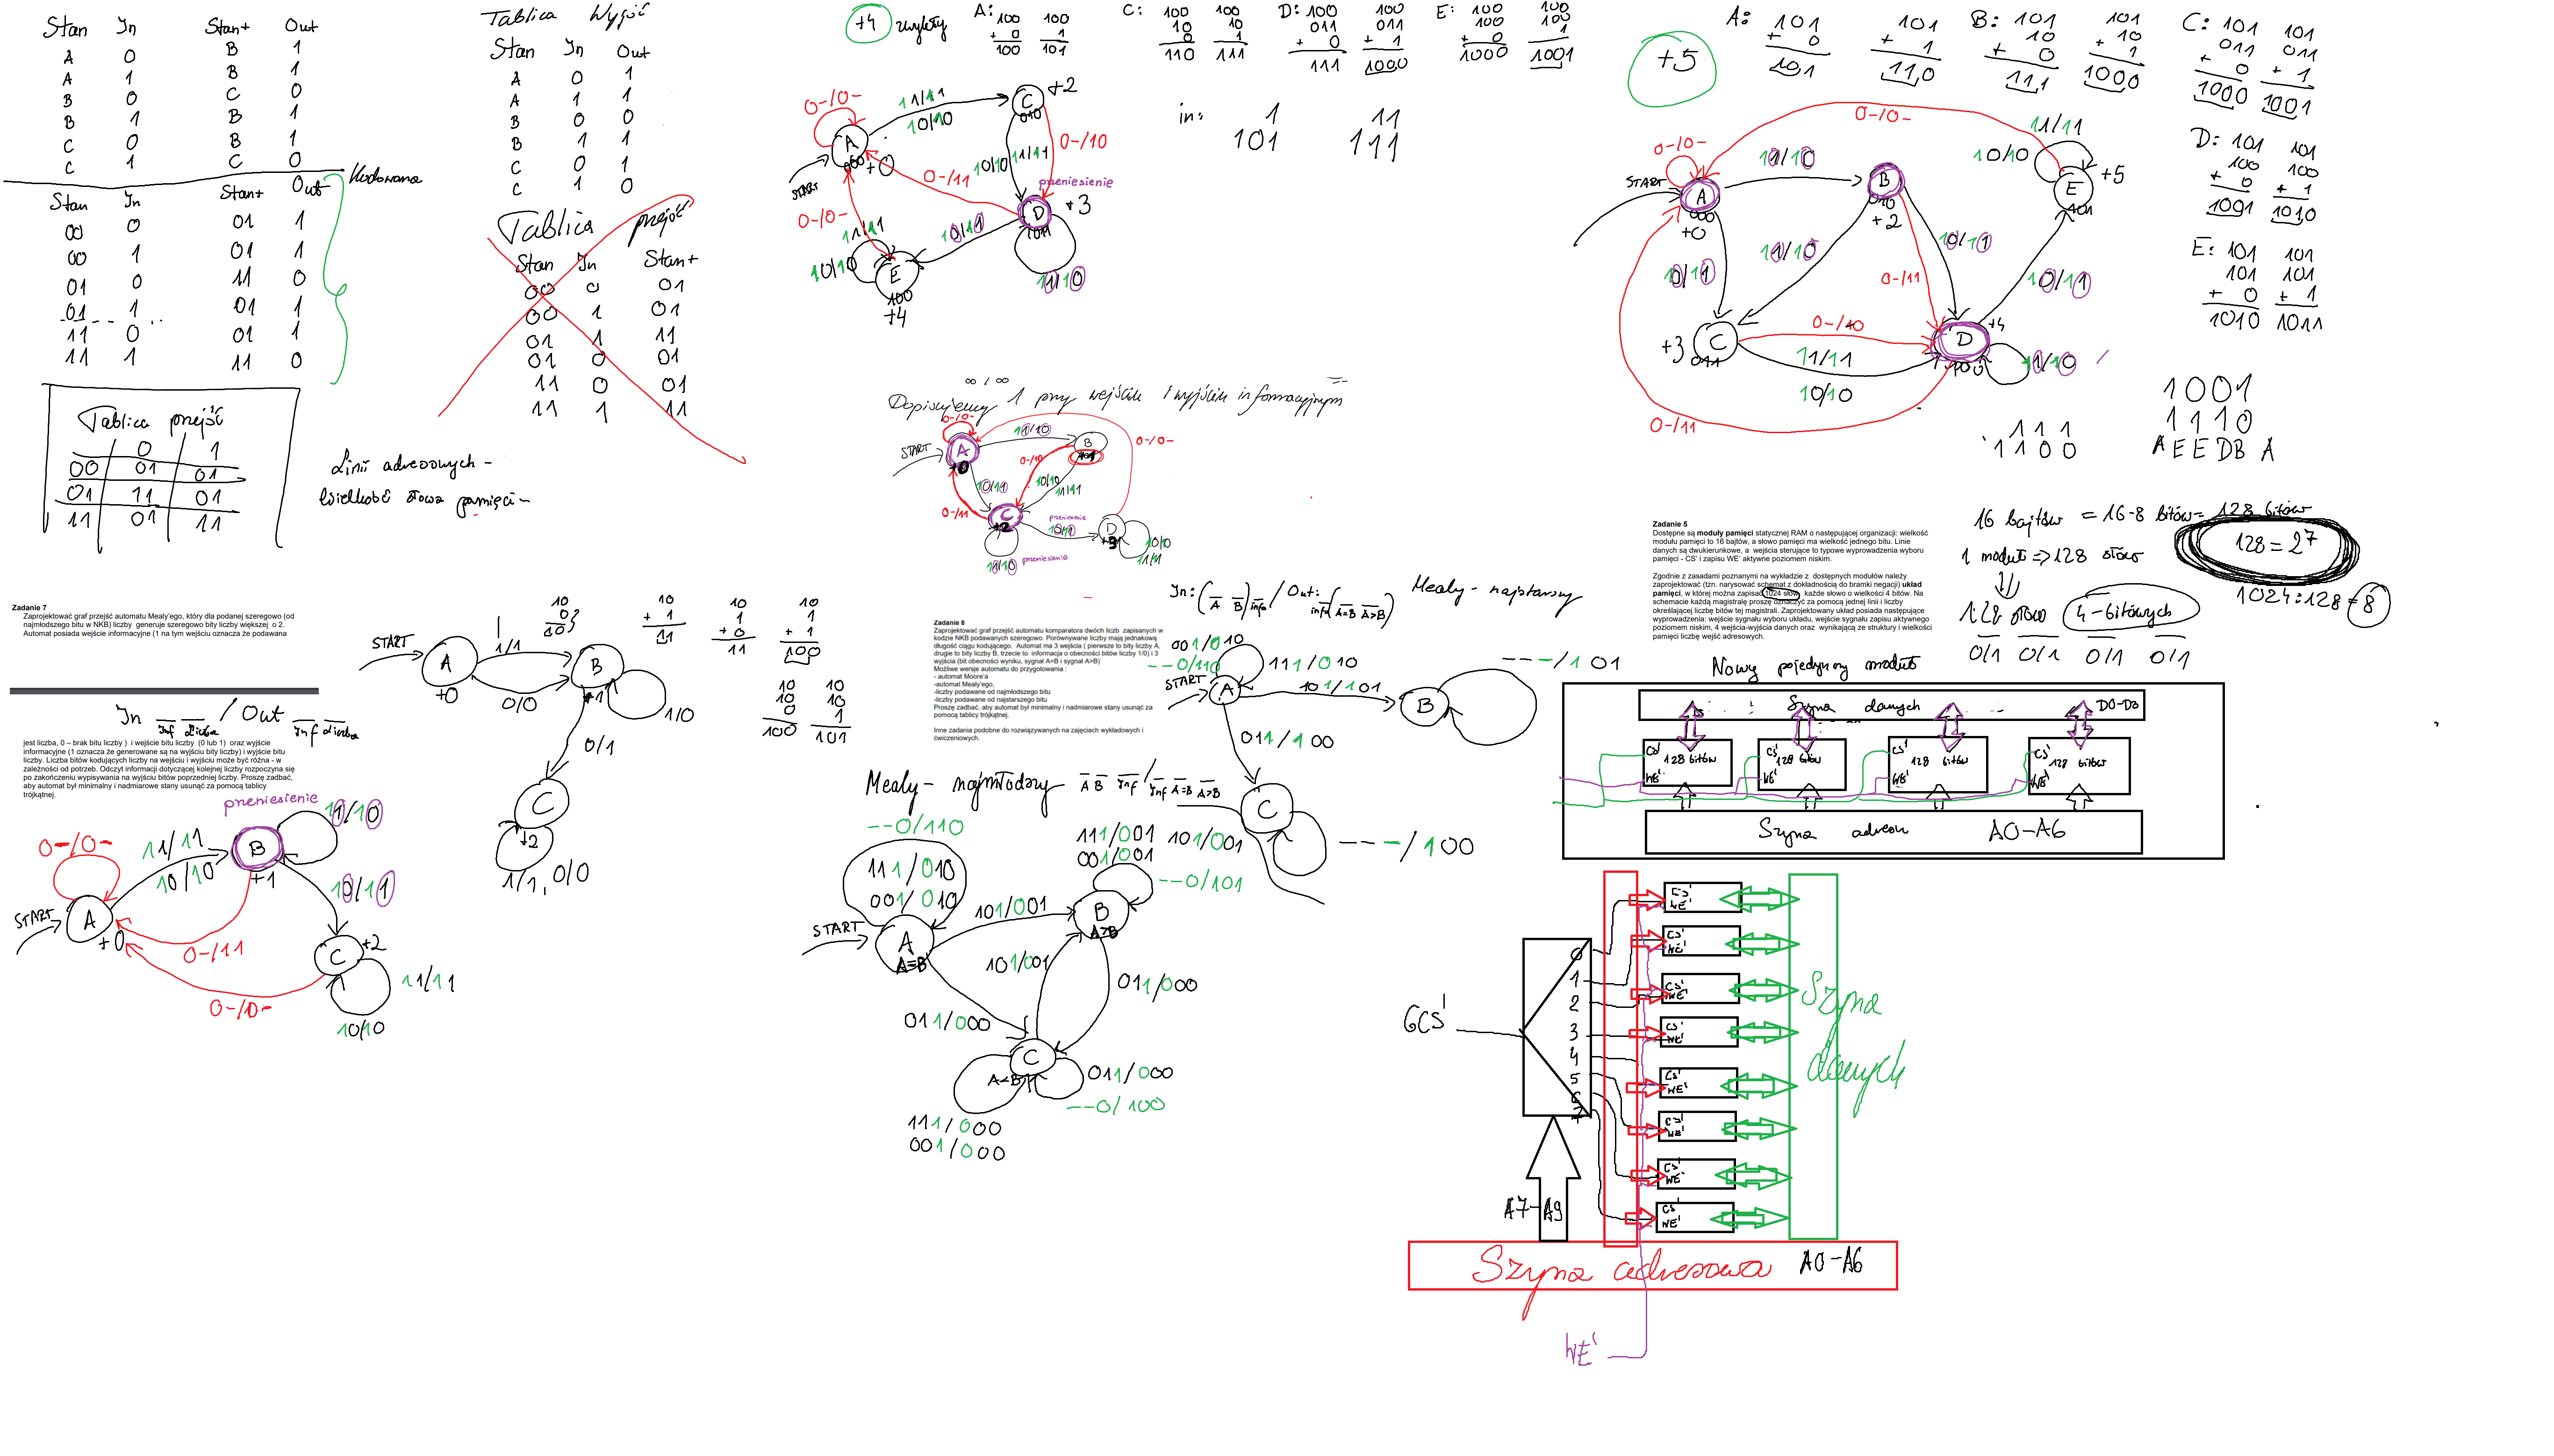 Stan In Stan+ Out
A 0 B 1
A 1 B 1
B 0 C 0
B 1 B 1
C 0 B 1
C 1 C 0
Kodowana
Stan In Stan+ Out
00 0 01 1
00 1 01 1
01 0 11 0
01 1 01 1
11 0 01 1
11 1 11 0
Tablica przejść
0 1
00 01 01
01 11 01
11 01 11
Linii adresowych -
Wielkość słowa pamięci -
Tablica Wyjść
Stan In Out
A 0 1
A 1 1
B 0 0
B 1 1
C 0 1
C 1 0
Tablica przejść
Stan In Stan+
00 0 01
00 1 01
01 1 11
01 0 01
11 0 01
11 1 11
+4 zwykły
A: 100 100
+ 0 1
100 101
C: 100 100
10 10
0 1
110 111
D: 100 100
011 011
+ 0 + 1
111 1000
E: 100 100
100 100
+ 0 1
1000 1001
in: 1 11
101 111
0-/0-
11/11
10/10
C +2
010
0-/10
A
000 +0
START
10/10 11/11
0-/11
przeniesienie
D +3
011
0-/0-
11/11
10/11
10/10
E
100
+4
11/10
∞ / ∞
Dopisujemy 1 przy wejściu i wyjściu informacyjnym
0-/0-
START
A
+0
11/10
B
+1
0-/0-
0-/10
10/11
10/10
11/11
0-/11
C
+2
przeniesienie
10/11
D
+3
10/10
11/11
11/10 przeniesienie
+5
A: 101 101
+ 0 + 1
101 110
B: 101 101
10 10
+ 0 + 1
111 1000
C: 101 101
011 011
+ 0 + 1
1000 1001
D: 101 101
100 100
+ 0 + 1
1001 1010
E: 101 101
101 101
+ 0 + 1
1010 1011
0-/0-
0-/0-
START
A
000
+0
11/10
B
010
+2
11/11
10/10
E +5
101
10/11
11/10
0-/11
10/11
10/11
+3 C
011
0-/10
11/11
10/10
D +4
100
11/10
0-/11
1001
1110
AEEDB A
111
1100
Zadanie 7
Zaprojektować graf przejść automatu Mealy'ego, który dla podanej szeregowo (od
najmłodszego bitu w NKB) liczby generuje szeregowo bity liczby większej o 2.
Automat posiada wejście informacyjne (1 na tym wejściu oznacza że podawana
In Inf Liczba / Out Inf Liczba
jest liczba, 0 – brak bitu liczby ) i wejście bitu liczby (0 lub 1) oraz wyjście
informacyjne (1 oznacza że generowane są na wyjściu bity liczby) i wyjście bitu
liczby. Liczba bitów kodujących liczby na wejściu i wyjściu może być różna - w
zależności od potrzeb. Odczyt informacji dotyczącej kolejnej liczby rozpoczyna się
po zakończeniu wypisywania na wyjściu bitów poprzedniej liczby. Proszę zadbać,
aby automat był minimalny i nadmiarowe stany usunąć za pomocą tablicy
trójkątnej.
przeniesienie
0-/0-
11/11
10/10
B
+1
11/10
10/11
START
A
+0
0-/11
C +2
0-/0-
11/11
10/10
START
A
+0
1/1
0/0
B
+1
1/0
0/1
C
+2
1/1, 0/0
10
+ 1
11
10
1
+ 0
11
10
1
+ 1
100
10 10
10 10
0 1
100 101
Zadanie 8
Zaprojektować graf przejść automatu komparatora dwóch liczb zapisanych w
kodzie NKB podawanych szeregowo. Porównywane liczby mają jednakową
długość ciągu kodującego. Automat ma 3 wejścia ( pierwsze to bity liczby A,
drugie to bity liczby B, trzecie to informacja o obecności bitów liczby 1/0) i 3
wyjścia (bit obecności wyniku, sygnał A=B i sygnał A>B)
Możliwe wersje automatu do przygotowania :
- automat Moore'a
-automat Mealy'ego,
-liczby podawane od najmłodszego bitu
-liczby podawane od najstarszego bitu
Proszę zadbać, aby automat był minimalny i nadmiarowe stany usunąć za
pomocą tablicy trójkątnej.
Inne zadania podobne do rozwiązywanych na zajęciach wykładowych i
ćwiczeniowych.
In: (A B) info / Out: info (A=B A>B)
Mealy - najstarszy
001/010
--0/110
111/010
START
A
101/101
B
---/101
011/100
C
---/100
Mealy - najmłodszy A B Inf / Inf A=B A>B
--0/110
111/010
001/010
START
A
A=B
101/001
B
A>B
111/001
001/001
101/001
--0/101
101/001
011/000
011/000
C
A<B
011/000
--0/100
111/000
001/000
Zadanie 5
Dostępne są moduły pamięci statycznej RAM o następującej organizacji: wielkość
modułu pamięci to 16 bajtów, a słowo pamięci ma wielkość jednego bitu. Linie
danych są dwukierunkowe, a wejścia sterujące to typowe wyprowadzenia wyboru
pamięci - CS' i zapisu WE' aktywne poziomem niskim.
Zgodnie z zasadami poznanymi na wykładzie z dostępnych modułów należy
zaprojektować (tzn. narysować schemat z dokładnością do bramki negacji) układ
pamięci, w której można zapisać 1024 słów, każde słowo o wielkości 4 bitów. Na
schemacie każdą magistralę proszę oznaczyć za pomocą jednej linii i liczby
określającej liczbę bitów tej magistrali. Zaprojektowany układ posiada następujące
wyprowadzenia: wejście sygnału wyboru układu, wejście sygnału zapisu aktywnego
poziomem niskim, 4 wejścia-wyjścia danych oraz wynikającą ze struktury i wielkości
pamięci liczbę wejść adresowych.
16 bajtów = 16·8 bitów = 128 bitów
1 moduł => 128 słów
128 = 2⁷
128 słów 4-bitowych
1024:128 = 8
0/1 0/1 0/1 0/1
Nowy pojedynczy moduł
Szyna danych D0-D3
CS' 128 bitów WE'
CS' 128 bitów WE'
CS' 128 bitów WE'
CS' 128 bitów WE'
Szyna adresów A0-A6
GCS'
0
1
2
3
4
5
6
7
CS'
WE'
CS'
WE'
CS'
WE'
CS'
WE'
CS'
WE'
CS'
WE'
CS'
WE'
CS'
WE'
Szyna
danych
A7-A9
Szyna adresowa A0-A6
WE'